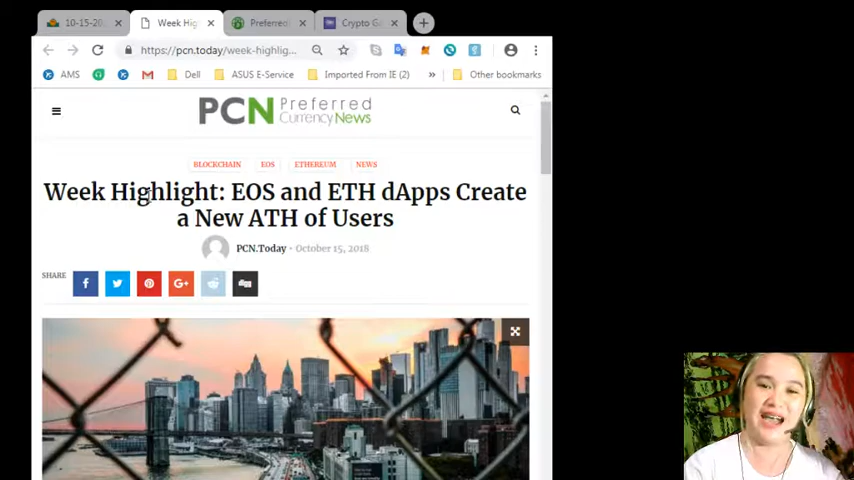 10-15-20
Week Hig
Preferred
Crypto Ga
https://pcn.today/week-highlig...
AMS
Dell
ASUS E-Service
Imported From IE (2)
Other bookmarks
PCN Preferred
Currency News
BLOCKCHAIN EOS ETHEREUM NEWS
Week Highlight: EOS and ETH dApps Create
a New ATH of Users
PCN.Today - October 15, 2018
SHARE
G+